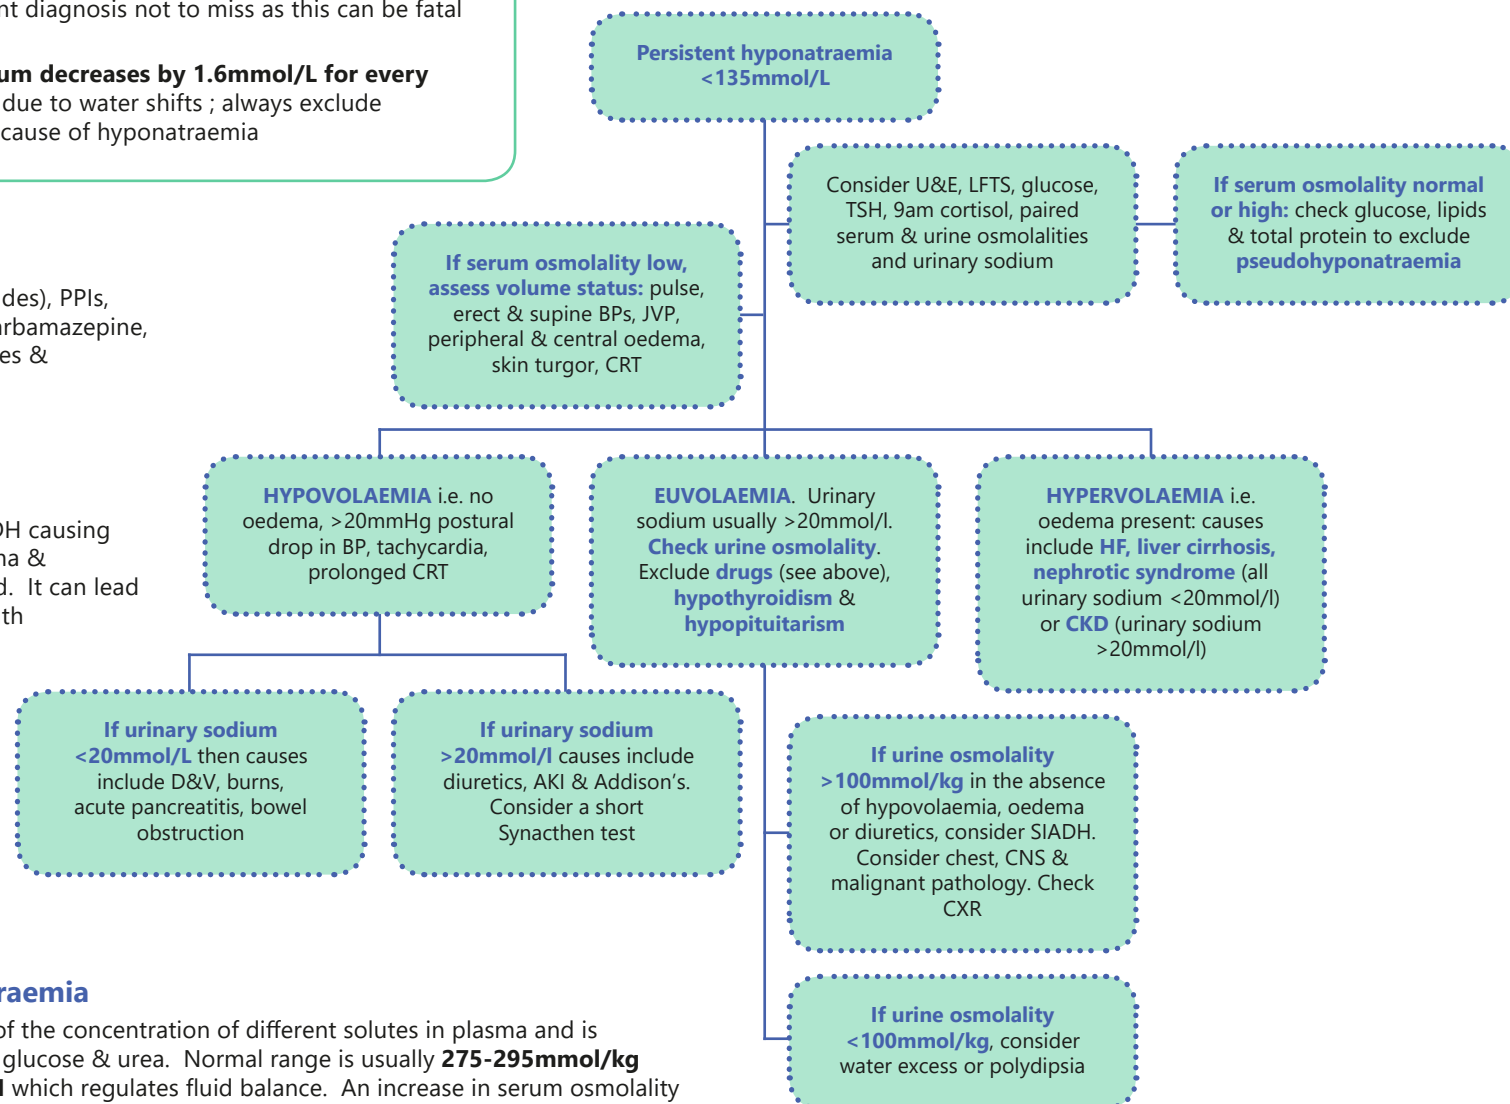 nt diagnosis not to miss as this can be fatal
um decreases by 1.6mmol/L for every
due to water shifts ; always exclude
cause of hyponatraemia
des), PPIs,
arbamazepine,
es &
DH causing
na &
d. It can lead
th
Persistent hyponatraemia
<135mmol/L
Consider U&E, LFTS, glucose,
TSH, 9am cortisol, paired
serum & urine osmolalities
and urinary sodium
If serum osmolality normal
or high: check glucose, lipids
& total protein to exclude
pseudohyponatraemia
If serum osmolality low,
assess volume status: pulse,
erect & supine BPs, JVP,
peripheral & central oedema,
skin turgor, CRT
HYPOVOLAEMIA i.e. no
oedema, >20mmHg postural
drop in BP, tachycardia,
prolonged CRT
EUVOLAEMIA. Urinary
sodium usually >20mmol/l.
Check urine osmolality.
Exclude drugs (see above),
hypothyroidism &
hypopituitarism
HYPERVOLAEMIA i.e.
oedema present: causes
include HF, liver cirrhosis,
nephrotic syndrome (all
urinary sodium <20mmol/l)
or CKD (urinary sodium
>20mmol/l)
If urinary sodium
<20mmol/L then causes
include D&V, burns,
acute pancreatitis, bowel
obstruction
If urinary sodium
>20mmol/l causes include
diuretics, AKI & Addison's.
Consider a short
Synacthen test
If urine osmolality
>100mmol/kg in the absence
of hypovolaemia, oedema
or diuretics, consider SIADH.
Consider chest, CNS &
malignant pathology. Check
CXR
If urine osmolality
<100mmol/kg, consider
water excess or polydipsia
raemia
of the concentration of different solutes in plasma and is
glucose & urea. Normal range is usually 275-295mmol/kg
which regulates fluid balance. An increase in serum osmolality